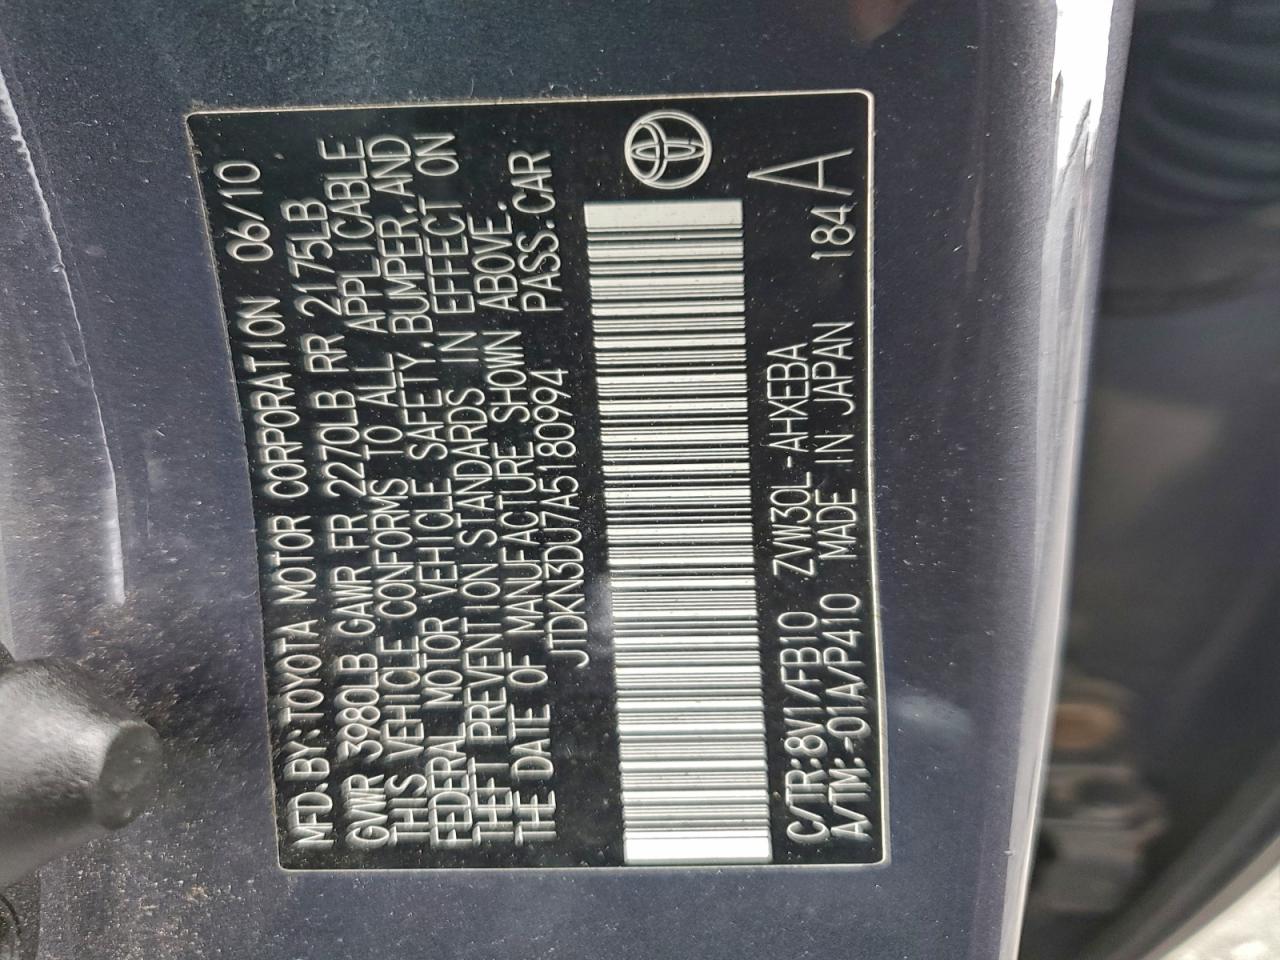 MFD.BY:TOYOTA MOTOR CORPORATION 06/10
GVWR 3980LB GAWR FR 2270LB RR 2175LB
THIS VEHICLE CONFORMS TO ALL APPLICABLE
FEDERAL MOTOR VEHICLE SAFETY,BUMPER,AND
THEFT PREVENTION STANDARDS IN EFFECT ON
THE DATE OF MANUFACTURE SHOWN ABOVE.
JTDKN3DU7A5180994 PASS.CAR
C/TR:8V1/FB10 ZVW30L-AHXEBA
A/TM:-01A/P410 MADE IN JAPAN 184A
A